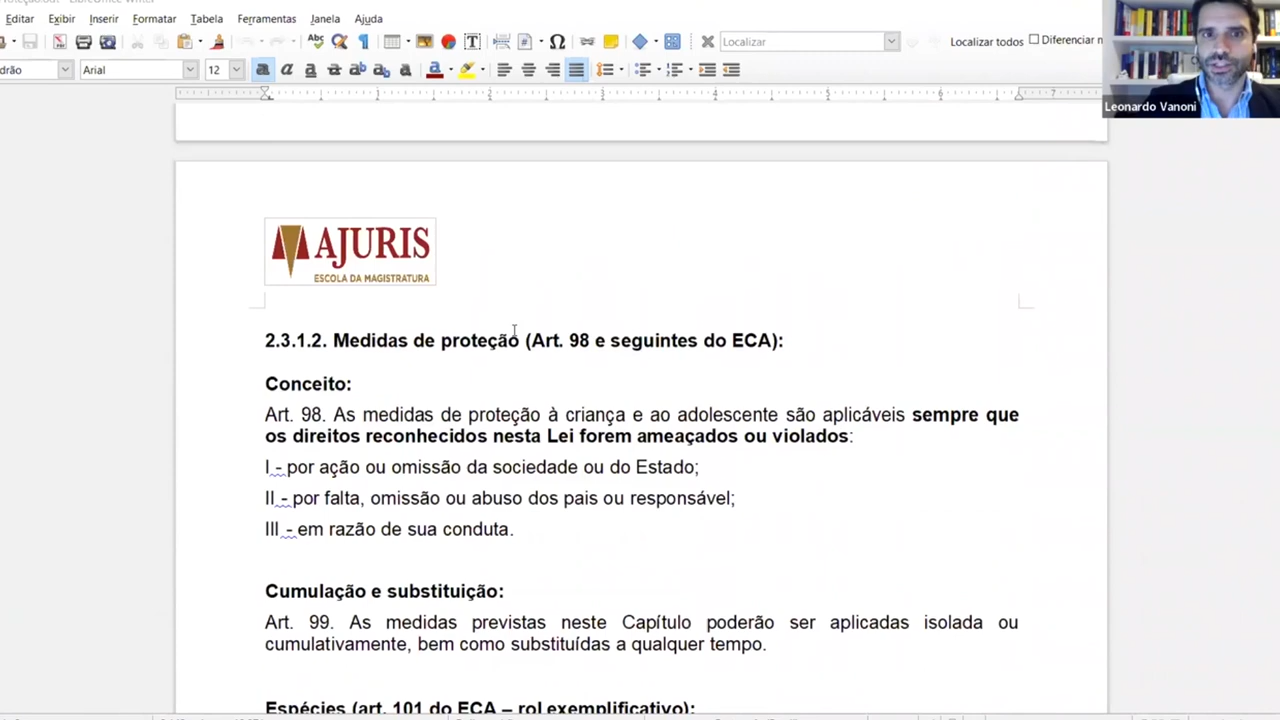 Editar Exibir Inserir Formatar Tabela Ferramentas Janela Ajuda
Localizar
Localizar todos
Diferenciar
Arial
12
Leonardo Vanoni
AJURIS
ESCOLA DA MAGISTRATURA
2.3.1.2. Medidas de proteção (Art. 98 e seguintes do ECA):
Conceito:
Art. 98. As medidas de proteção à criança e ao adolescente são aplicáveis sempre que
os direitos reconhecidos nesta Lei forem ameaçados ou violados:
I - por ação ou omissão da sociedade ou do Estado;
II - por falta, omissão ou abuso dos pais ou responsável;
III - em razão de sua conduta.
Cumulação e substituição:
Art. 99. As medidas previstas neste Capítulo poderão ser aplicadas isolada ou
cumulativamente, bem como substituídas a qualquer tempo.
Espécies (art. 101 do ECA – rol exemplificativo):